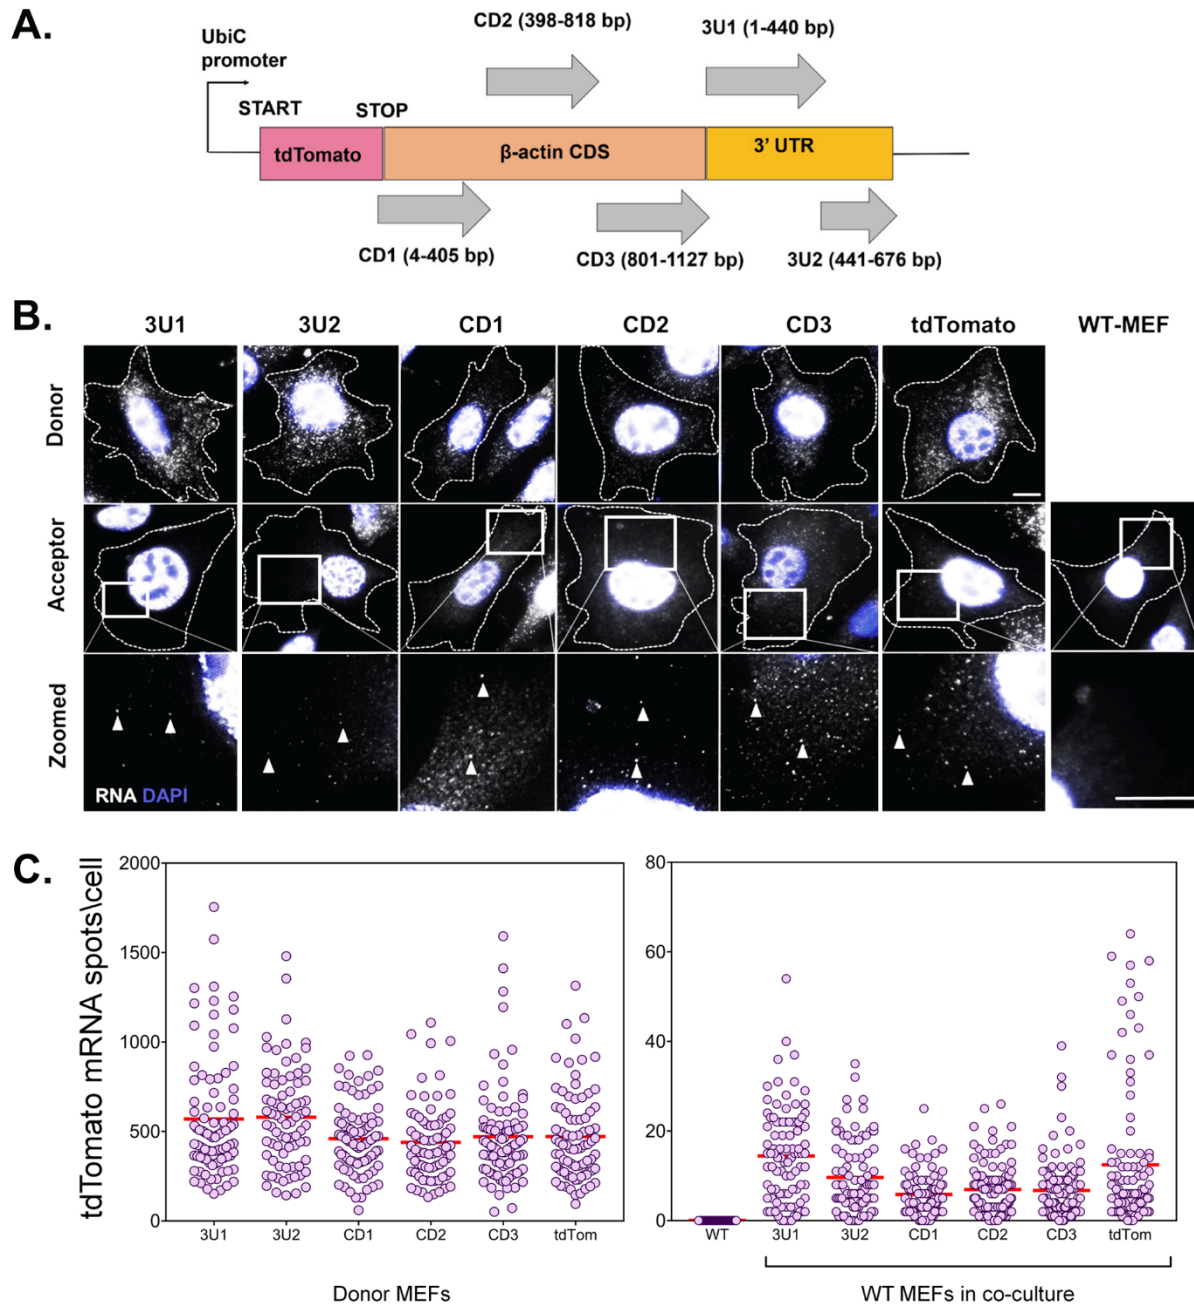 A.
CD2 (398-818 bp)
3U1 (1-440 bp)
UbiC
promoter
START
STOP
tdTomato
β-actin CDS
3’ UTR
CD1 (4-405 bp)
CD3 (801-1127 bp)
3U2 (441-676 bp)
B.
3U1 3U2 CD1 CD2 CD3 tdTomato WT-MEF
Donor
Acceptor
Zoomed
RNA DAPI
C.
tdTomato mRNA spots\cell
2000
1500
1000
500
0
3U1 3U2 CD1 CD2 CD3 tdTom
Donor MEFs
80
60
40
20
0
WT 3U1 3U2 CD1 CD2 CD3 tdTom
WT MEFs in co-culture